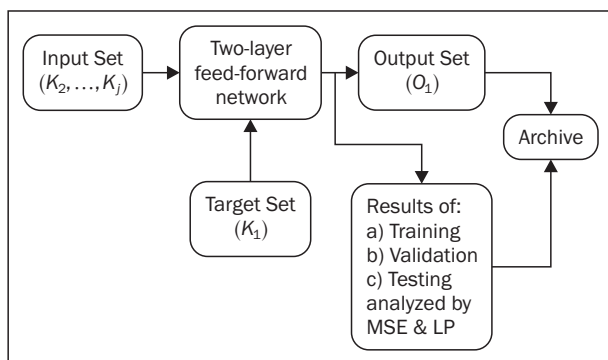 Input Set
(K₂,…,Kⱼ)
Two-layer
feed-forward
network
Output Set
(O₁)
Archive
Target Set
(K₁)
Results of:
a) Training
b) Validation
c) Testing
analyzed by
MSE & LP